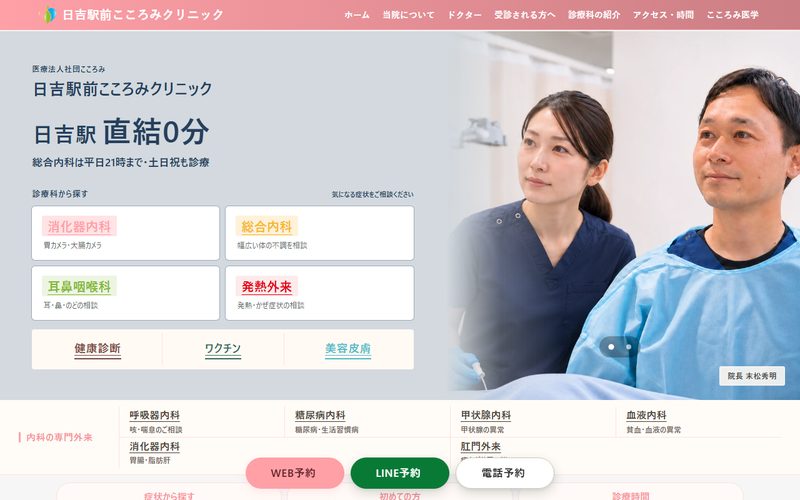 日吉駅前こころみクリニック
ホーム 当院について ドクター 受診される方へ 診療科の紹介 アクセス・時間 こころみ医学
医療法人社団こころみ
日吉駅前こころみクリニック
日吉駅 直結0分
総合内科は平日21時まで・土日祝も診療
診療科から探す 気になる症状をご相談ください
消化器内科 総合内科
胃カメラ・大腸カメラ 幅広い体の不調を相談
耳鼻咽喉科 発熱外来
耳・鼻・のどの相談 発熱・かぜ症状の相談
健康診断 ワクチン 美容皮膚
院長 末松秀明
内科の専門外来
呼吸器内科 糖尿病内科 甲状腺内科 血液内科
咳・喘息のご相談 糖尿病・生活習慣病 甲状腺の異常 貧血・血液の異常
消化器内科 肛門外来
胃腸・脂肪肝
WEB予約 LINE予約 電話予約
症状から探す 初めての方 診療時間